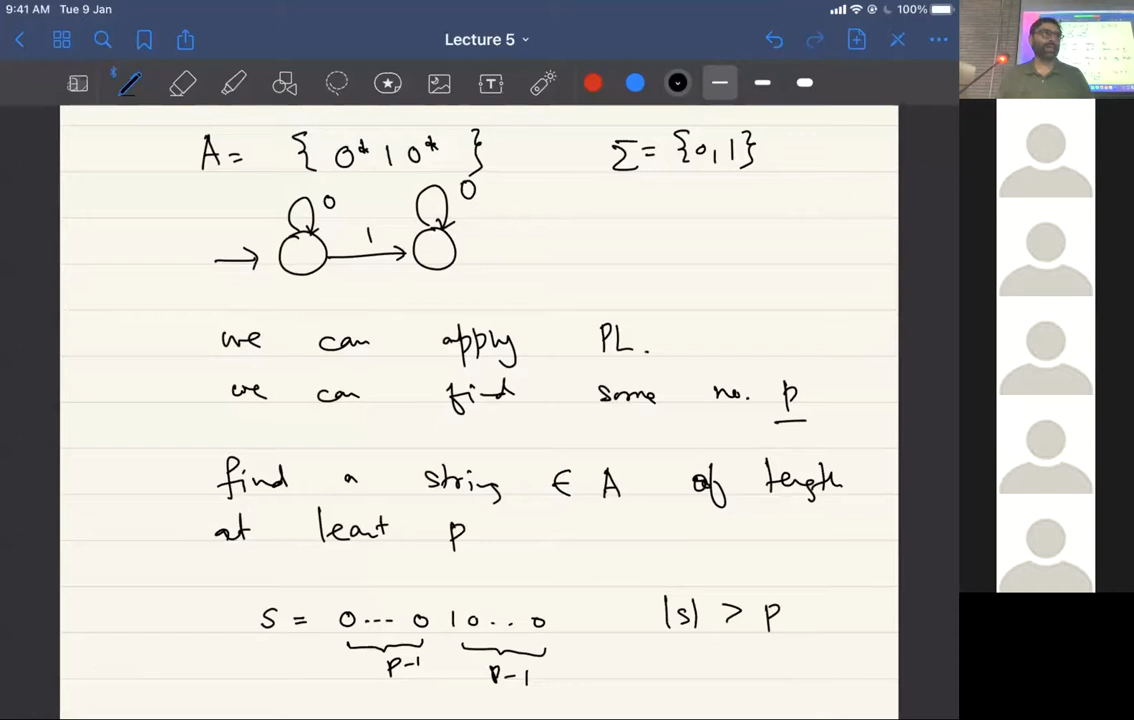 9:41 AM Tue 9 Jan 100%
Lecture 5
A = { 0* 1 0* } Σ = {0,1}
0 0
1
we can apply PL.
we can find some no. p
find a string ∈ A of length
at least p
S = 0---0 1 0...0 |s| > p
p-1 p-1